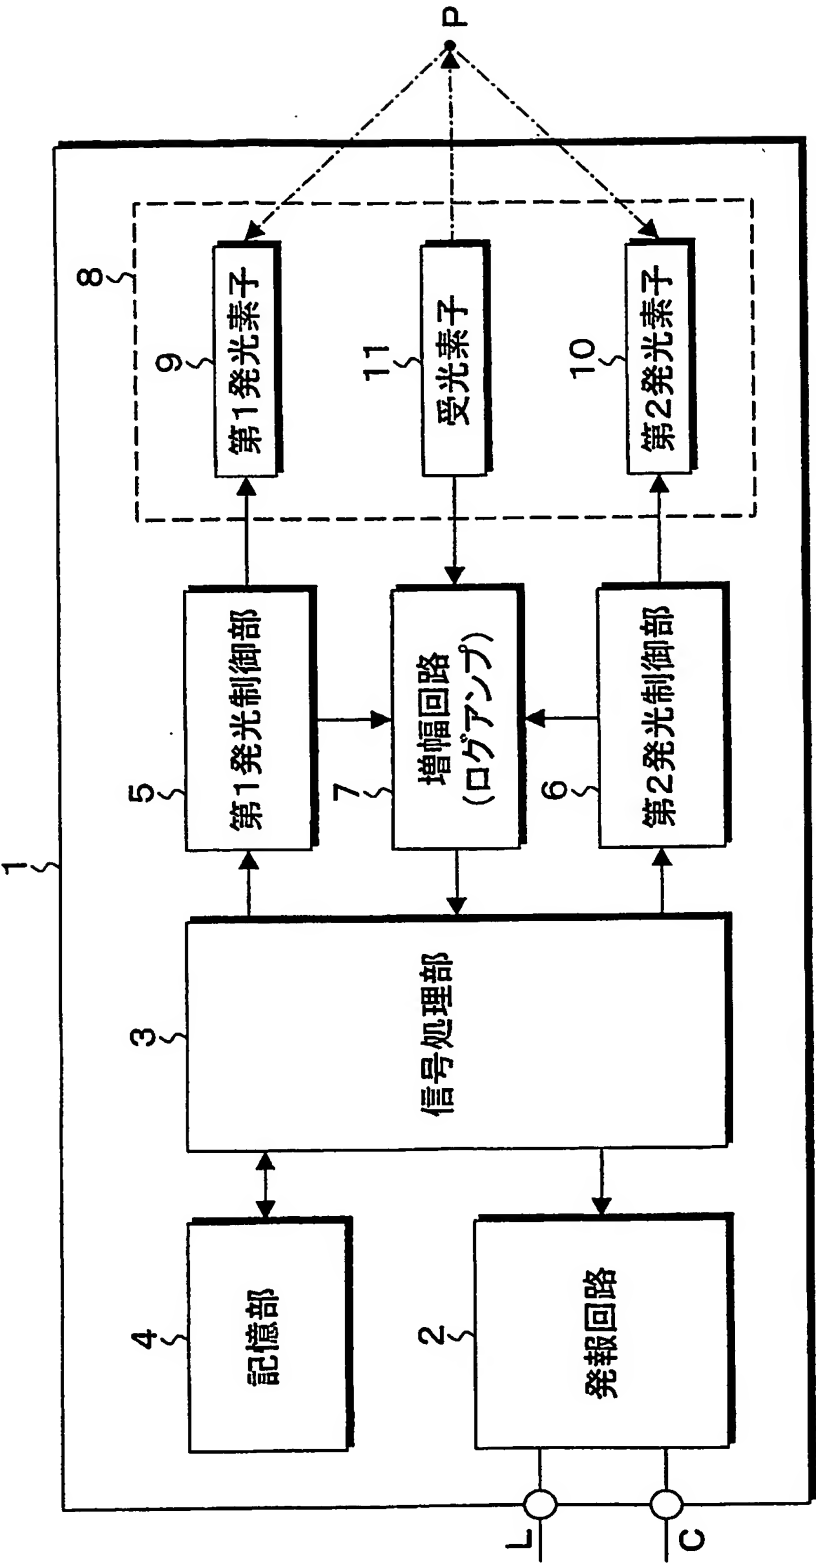 1
4
記憶部
2
発報回路
L
C
3
信号処理部
5
第1発光制御部
7
増幅回路
(ログアンプ)
6
第2発光制御部
8
9
第1発光素子
11
受光素子
10
第2発光素子
P